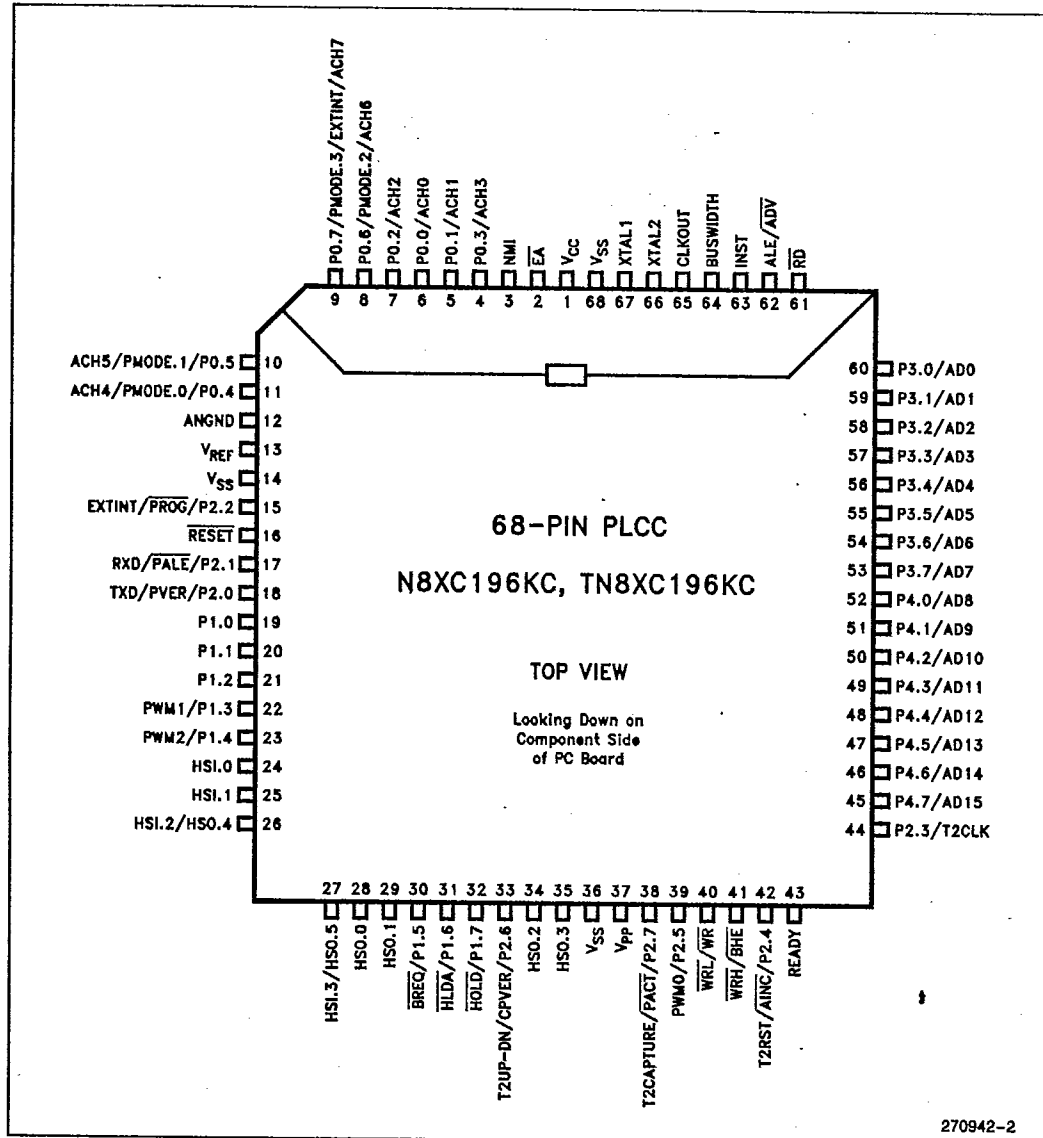 P0.7/PMODE.3/EXTINT/ACH7
P0.6/PMODE.2/ACH6
P0.2/ACH2
P0.0/ACH0
P0.1/ACH1
P0.3/ACH3
NMI
EA
VCC
VSS
XTAL1
XTAL2
CLKOUT
BUSWIDTH
INST
ALE/ADV
RD
9 8 7 6 5 4 3 2 1 68 67 66 65 64 63 62 61
ACH5/PMODE.1/P0.5 10
ACH4/PMODE.0/P0.4 11
ANGND 12
VREF 13
VSS 14
EXTINT/PROG/P2.2 15
RESET 16
RXD/PALE/P2.1 17
TXD/PVER/P2.0 18
P1.0 19
P1.1 20
P1.2 21
PWM1/P1.3 22
PWM2/P1.4 23
HSI.0 24
HSI.1 25
HSI.2/HSO.4 26
68-PIN PLCC
N8XC196KC, TN8XC196KC
TOP VIEW
Looking Down on
Component Side
of PC Board
60 P3.0/AD0
59 P3.1/AD1
58 P3.2/AD2
57 P3.3/AD3
56 P3.4/AD4
55 P3.5/AD5
54 P3.6/AD6
53 P3.7/AD7
52 P4.0/AD8
51 P4.1/AD9
50 P4.2/AD10
49 P4.3/AD11
48 P4.4/AD12
47 P4.5/AD13
46 P4.6/AD14
45 P4.7/AD15
44 P2.3/T2CLK
27 28 29 30 31 32 33 34 35 36 37 38 39 40 41 42 43
HSI.3/HSO.5
HSO.0
HSO.1
BREQ/P1.5
HLDA/P1.6
HOLD/P1.7
T2UP-DN/CPVER/P2.6
HSO.2
HSO.3
VSS
VPP
T2CAPTURE/PACT/P2.7
PWM0/P2.5
WRL/WR
WRH/BHE
T2RST/AINC/P2.4
READY
270942-2